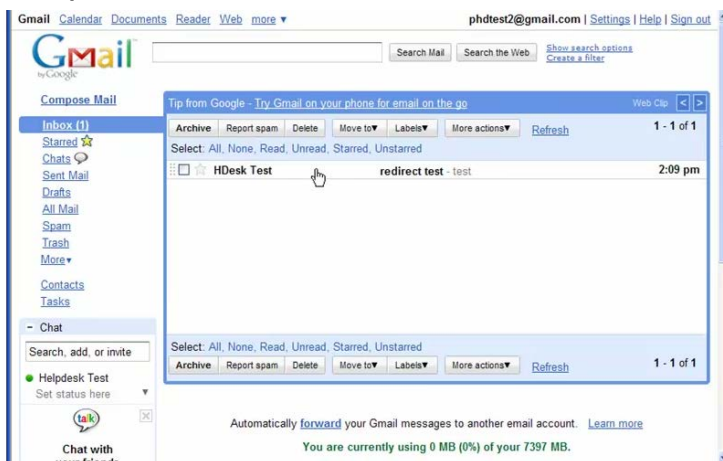 Gmail Calendar Documents Reader Web more ▼ phdtest2@gmail.com | Settings | Help | Sign out
Gmail
by Google
Search Mail Search the Web Show search options
Create a filter
Compose Mail
Inbox (1)
Starred
Chats
Sent Mail
Drafts
All Mail
Spam
Trash
More▼
Contacts
Tasks
− Chat
Search, add, or invite
Helpdesk Test
Set status here ▼
talk
Chat with
Tip from Google - Try Gmail on your phone for email on the go Web Clip < >
Archive Report spam Delete Move to▼ Labels▼ More actions▼ Refresh 1 - 1 of 1
Select: All, None, Read, Unread, Starred, Unstarred
HDesk Test redirect test - test 2:09 pm
Select: All, None, Read, Unread, Starred, Unstarred
Archive Report spam Delete Move to▼ Labels▼ More actions▼ Refresh 1 - 1 of 1
Automatically forward your Gmail messages to another email account. Learn more
You are currently using 0 MB (0%) of your 7397 MB.